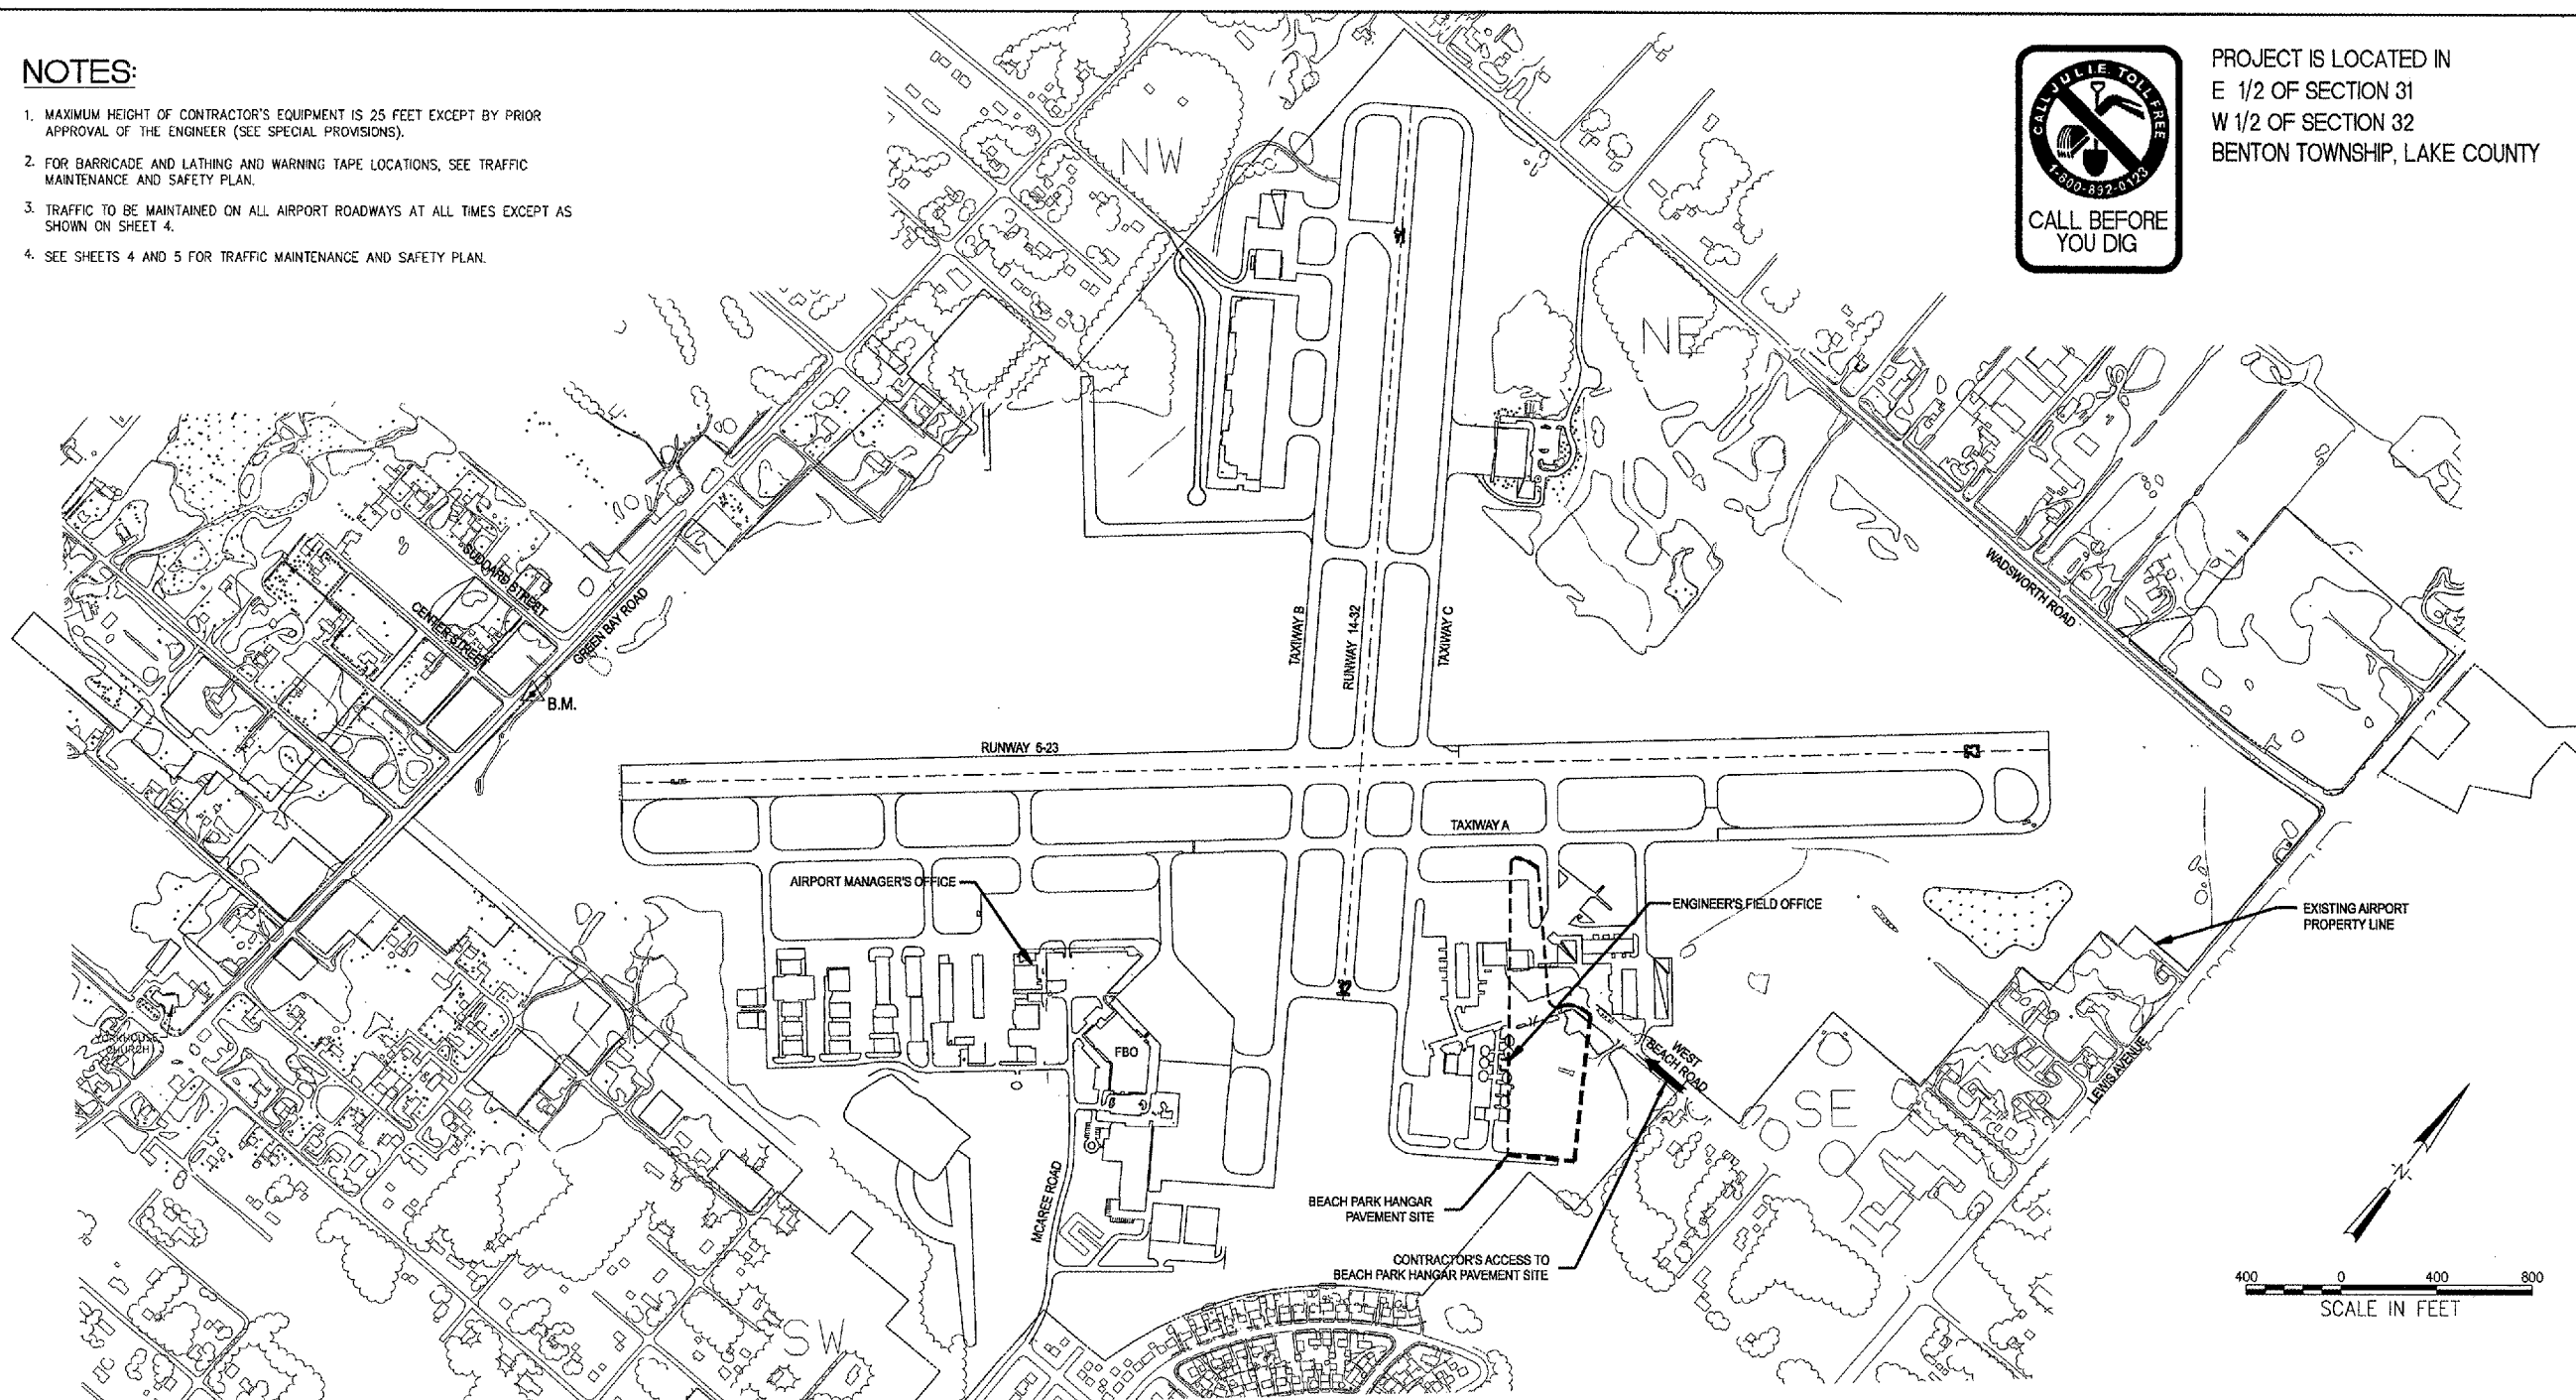 NOTES:
1. MAXIMUM HEIGHT OF CONTRACTOR'S EQUIPMENT IS 25 FEET EXCEPT BY PRIOR
APPROVAL OF THE ENGINEER (SEE SPECIAL PROVISIONS).
2. FOR BARRICADE AND LATHING AND WARNING TAPE LOCATIONS, SEE TRAFFIC
MAINTENANCE AND SAFETY PLAN.
3. TRAFFIC TO BE MAINTAINED ON ALL AIRPORT ROADWAYS AT ALL TIMES EXCEPT AS
SHOWN ON SHEET 4.
4. SEE SHEETS 4 AND 5 FOR TRAFFIC MAINTENANCE AND SAFETY PLAN.
CALL J.U.L.I.E. TOLL FREE
1-800-892-0123
CALL BEFORE
YOU DIG
PROJECT IS LOCATED IN
E 1/2 OF SECTION 31
W 1/2 OF SECTION 32
BENTON TOWNSHIP, LAKE COUNTY
NW
NE
SUDDARD STREET
CENTER STREET
GREEN BAY ROAD
B.M.
WADSWORTH ROAD
TAXIWAY B
RUNWAY 14-32
TAXIWAY C
RUNWAY 5-23
23
TAXIWAY A
AIRPORT MANAGER'S OFFICE
ENGINEER'S FIELD OFFICE
EXISTING AIRPORT
PROPERTY LINE
32
YORKHOUSE
CHURCH
FBO
WEST
BEACH ROAD
SE
LEWIS AVENUE
MCAREE ROAD
BEACH PARK HANGAR
PAVEMENT SITE
CONTRACTOR'S ACCESS TO
BEACH PARK HANGAR PAVEMENT SITE
SW
N
400 0 400 800
SCALE IN FEET